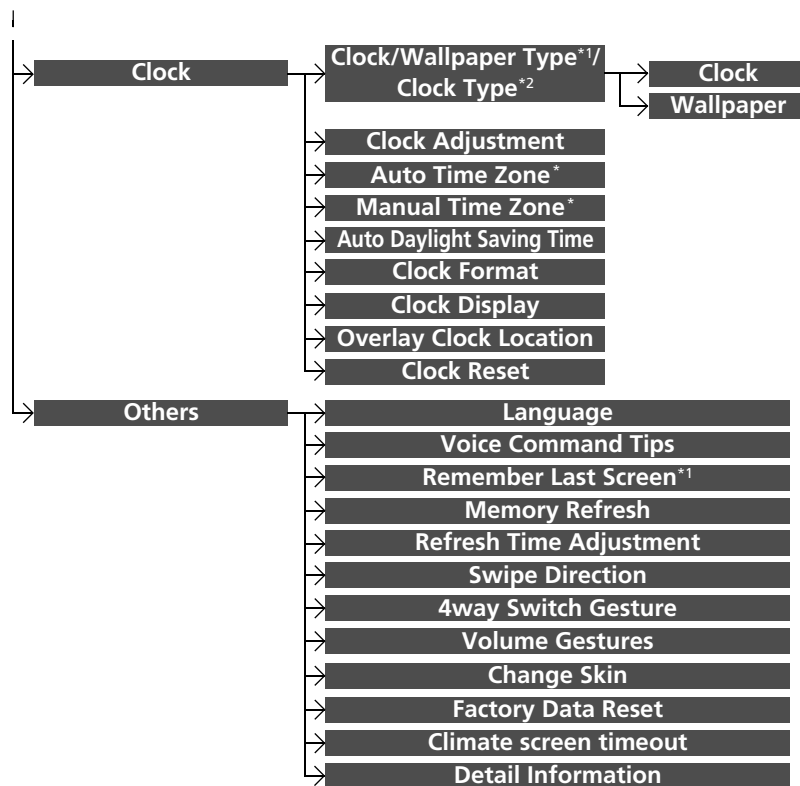 Clock
Clock/Wallpaper Type*1/
Clock Type*2
Clock
Wallpaper
Clock Adjustment
Auto Time Zone*
Manual Time Zone*
Auto Daylight Saving Time
Clock Format
Clock Display
Overlay Clock Location
Clock Reset
Others
Language
Voice Command Tips
Remember Last Screen*1
Memory Refresh
Refresh Time Adjustment
Swipe Direction
4way Switch Gesture
Volume Gestures
Change Skin
Factory Data Reset
Climate screen timeout
Detail Information